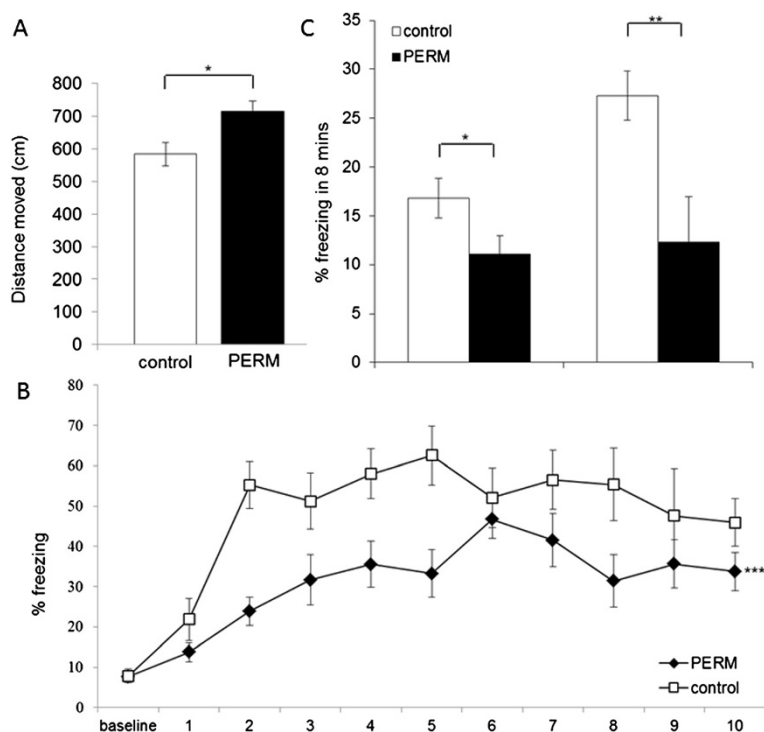 A
*
Distance moved (cm)
800
700
600
500
400
300
200
100
0
control
PERM
C
control
PERM
*
**
% freezing in 8 mins
35
30
25
20
15
10
5
0
B
% freezing
80
70
60
50
40
30
20
10
0
***
PERM
control
baseline 1 2 3 4 5 6 7 8 9 10